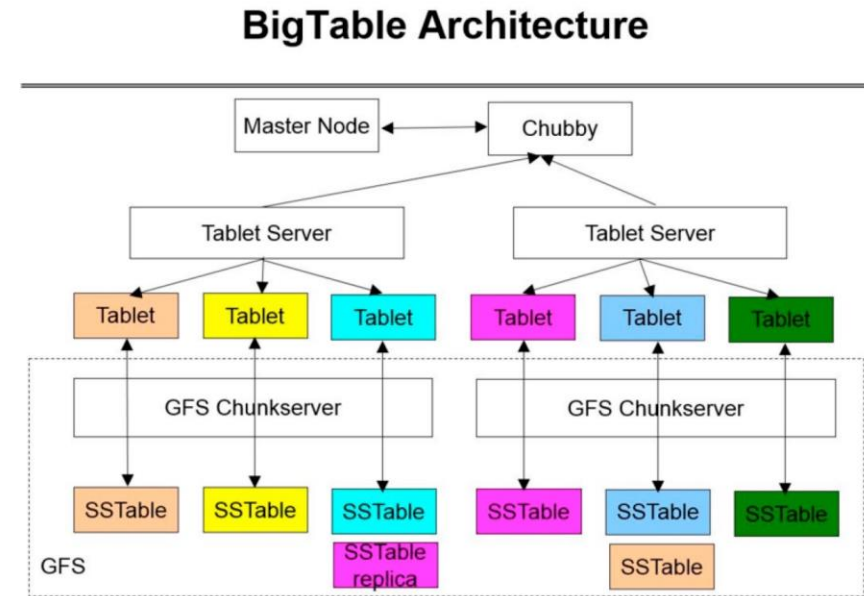 BigTable Architecture
Master Node
Chubby
Tablet Server
Tablet Server
Tablet
Tablet
Tablet
Tablet
Tablet
Tablet
GFS Chunkserver
GFS Chunkserver
SSTable
SSTable
SSTable
SSTable
SSTable
SSTable
SSTable
replica
SSTable
GFS